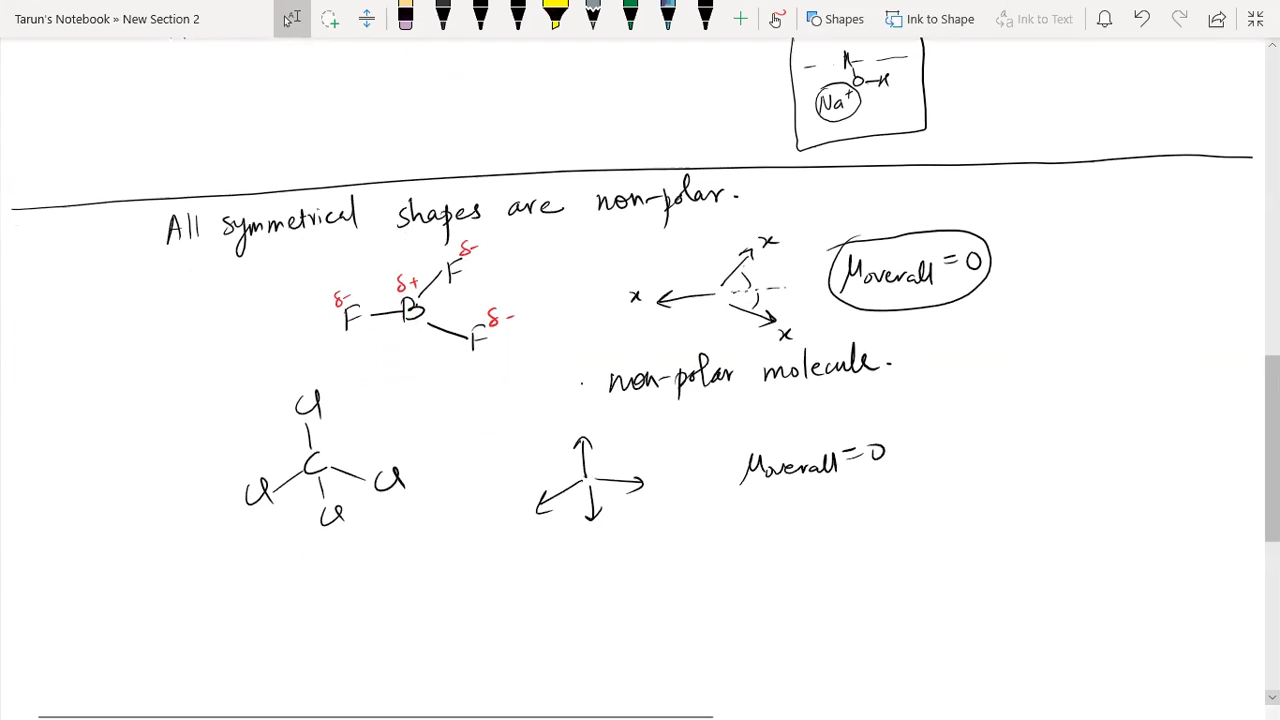 Tarun's Notebook » New Section 2
Shapes
Ink to Shape
Ink to Text
O-H
Na+
All symmetrical shapes are non-polar.
δ-
F
δ+
B
δ-
F
δ-
F
x
x
x
μoverall = 0
non-polar molecule.
Cl
C
Cl
Cl
Cl
μoverall = 0